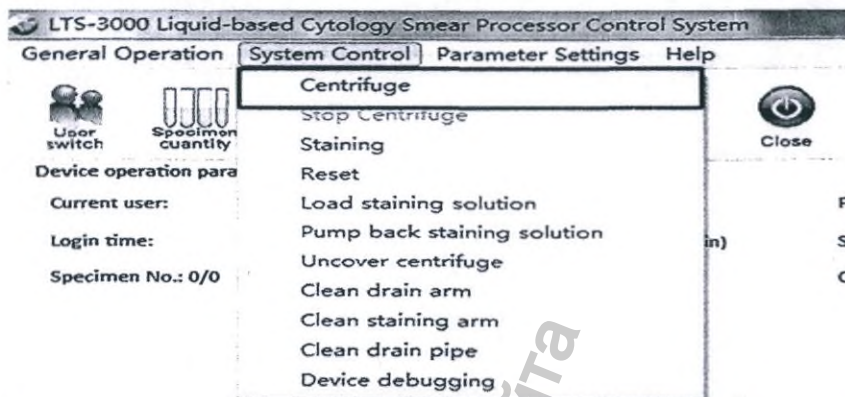 LTS-3000 Liquid-based Cytology Smear Processor Control System
General Operation System Control Parameter Settings Help
Centrifuge
Stop Centrifuge
User switch
Specimen cuantity
Close
Staining
Device operation para
Reset
Current user:
Load staining solution
Login time:
Pump back staining solution
in)
Uncover centrifuge
Specimen No.: 0/0
Clean drain arm
Clean staining arm
Clean drain pipe
Device debugging